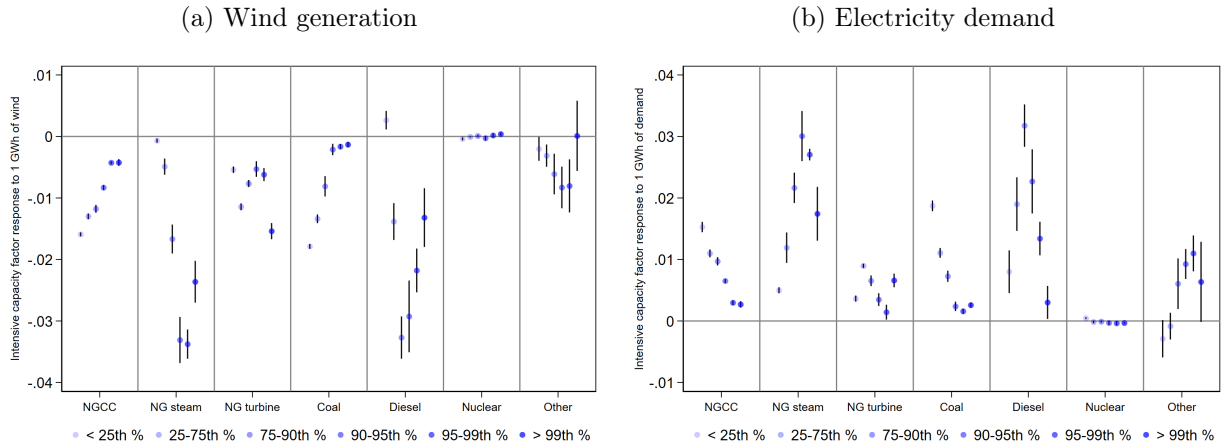 (a) Wind generation
Intensive capacity factor response to 1 GWh of wind
.01
0
-.01
-.02
-.03
-.04
NGCC NG steam NG turbine Coal Diesel Nuclear Other
< 25th % 25-75th % 75-90th % 90-95th % 95-99th % > 99th %
(b) Electricity demand
Intensive capacity factor response to 1 GWh of demand
.04
.03
.02
.01
0
-.01
NGCC NG steam NG turbine Coal Diesel Nuclear Other
< 25th % 25-75th % 75-90th % 90-95th % 95-99th % > 99th %